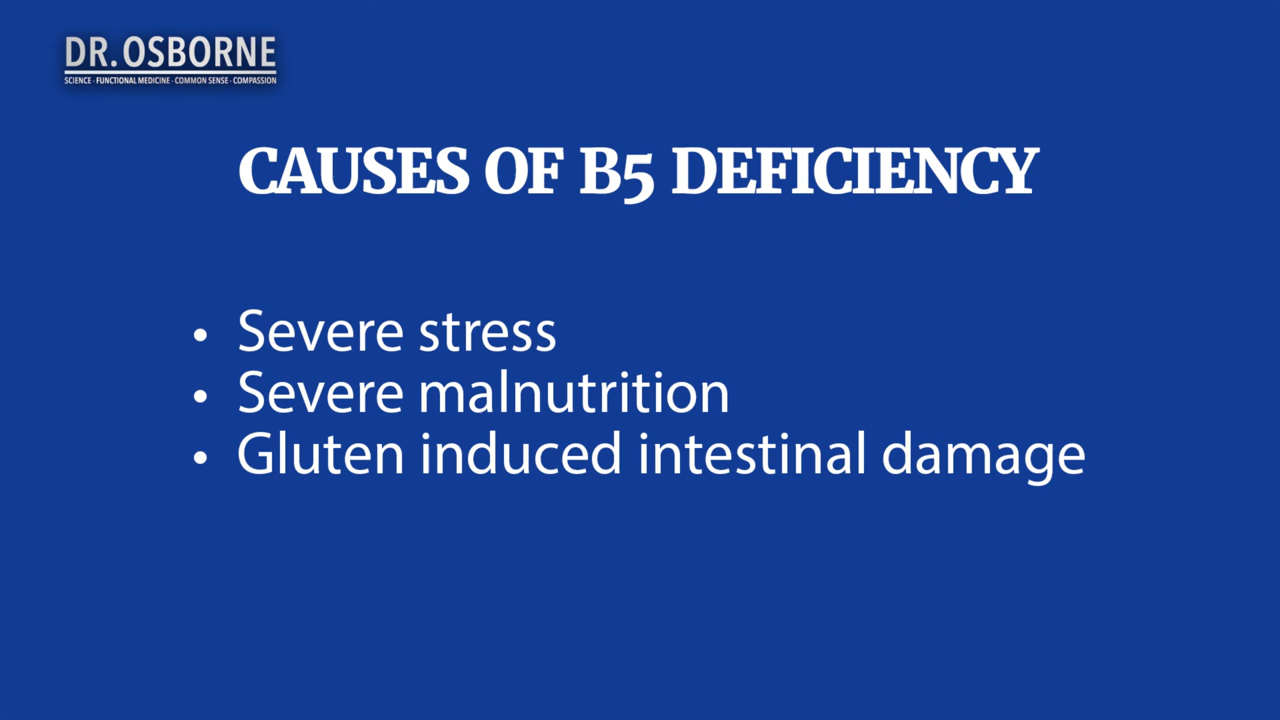 DR. OSBORNE
SCIENCE - FUNCTIONAL MEDICINE - COMMON SENSE - COMPASSION
CAUSES OF B5 DEFICIENCY
• Severe stress
• Severe malnutrition
• Gluten induced intestinal damage